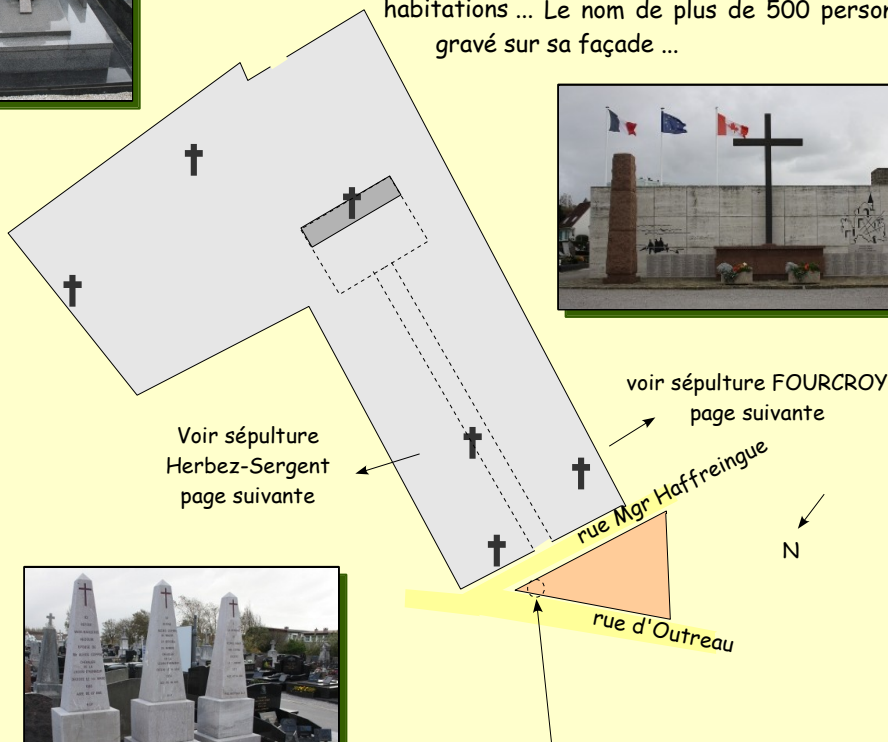 habitations ... Le nom de plus de 500
gravé sur sa façade ...
voir sépulture FOURCROY
page suivante
Voir sépulture
Herbez-Sergent
page suivante
rue Mgr Haffreingue
N
rue d'Outreau